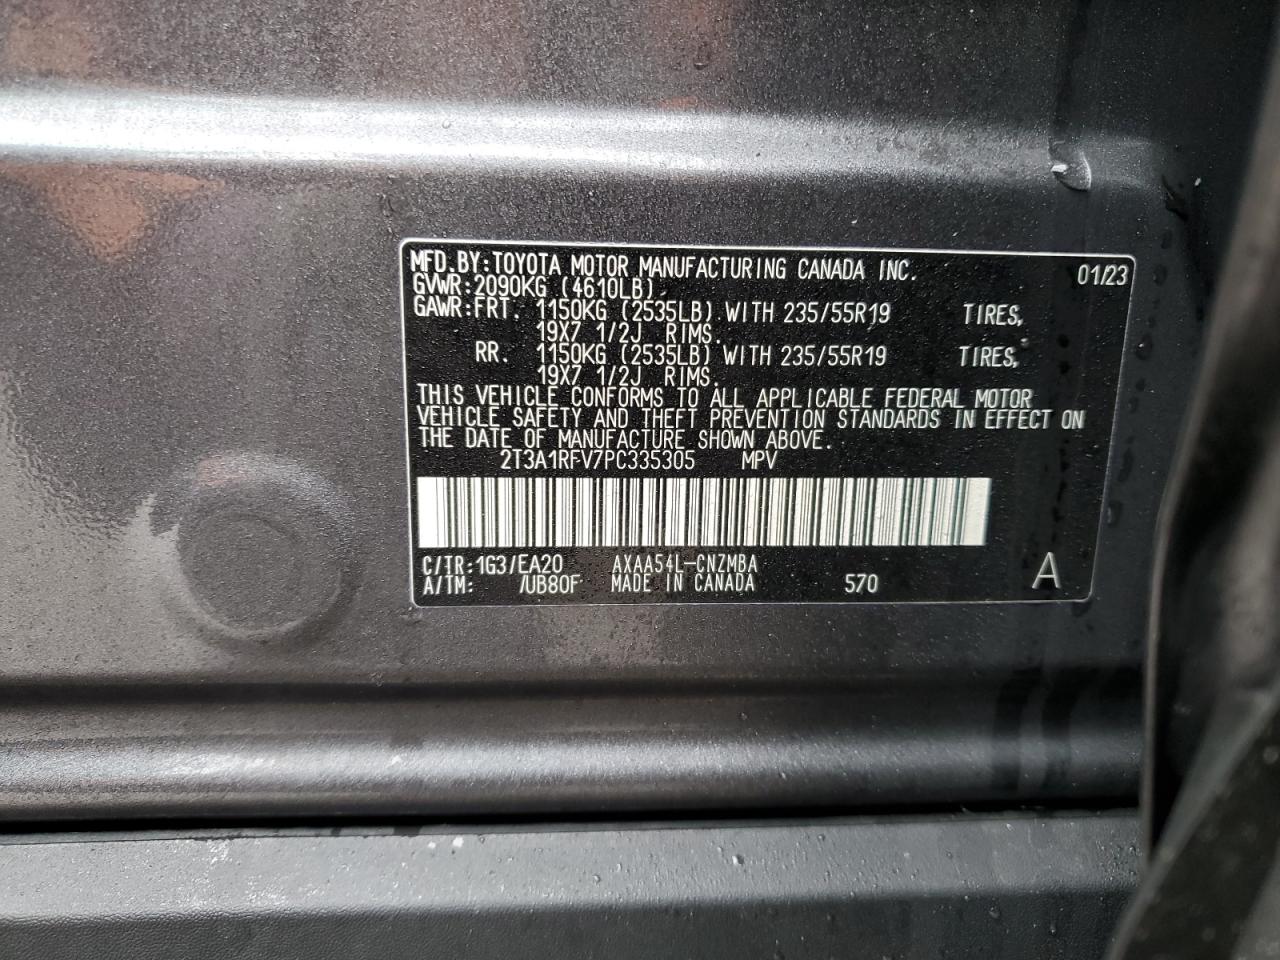 MFD.BY:TOYOTA MOTOR MANUFACTURING CANADA INC. 01/23
GVWR:2090KG (4610LB)
GAWR:FRT. 1150KG (2535LB) WITH 235/55R19 TIRES,
19X7 1/2J RIMS.
RR. 1150KG (2535LB) WITH 235/55R19 TIRES,
19X7 1/2J RIMS.
THIS VEHICLE CONFORMS TO ALL APPLICABLE FEDERAL MOTOR
VEHICLE SAFETY AND THEFT PREVENTION STANDARDS IN EFFECT ON
THE DATE OF MANUFACTURE SHOWN ABOVE.
2T3A1RFV7PC335305 MPV
C/TR:1G3/EA20 AXAA54L-CNZMBA
A/TM: /UB80F MADE IN CANADA 570 A